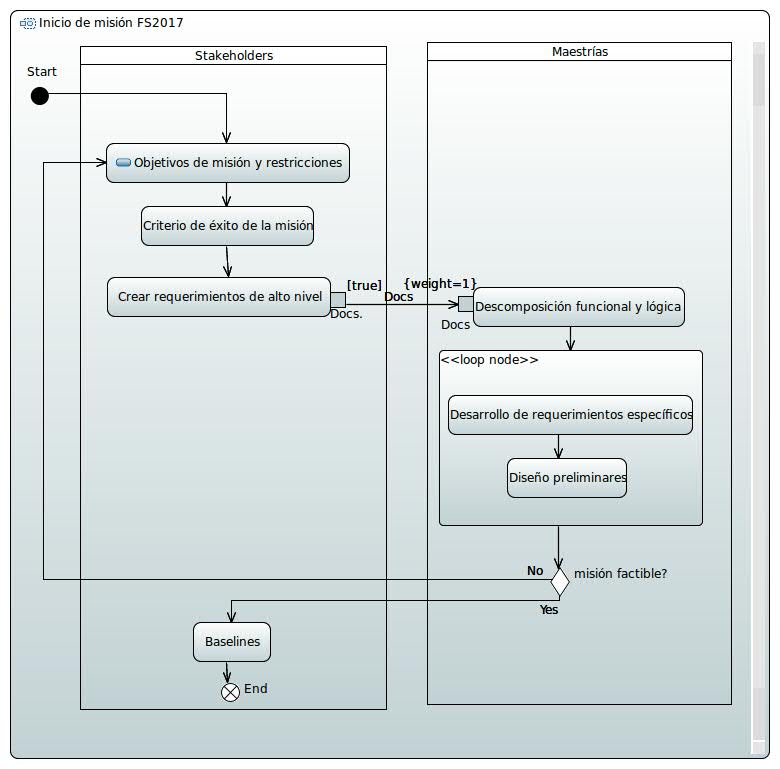 Inicio de misión FS2017
Stakeholders
Maestrías
Start
Objetivos de misión y restricciones
Criterio de éxito de la misión
Crear requerimientos de alto nivel
[true]
{weight=1}
Docs
Docs.
Docs
Descomposición funcional y lógica
<<loop node>>
Desarrollo de requerimientos específicos
Diseño preliminares
No
misión factible?
Yes
Baselines
End